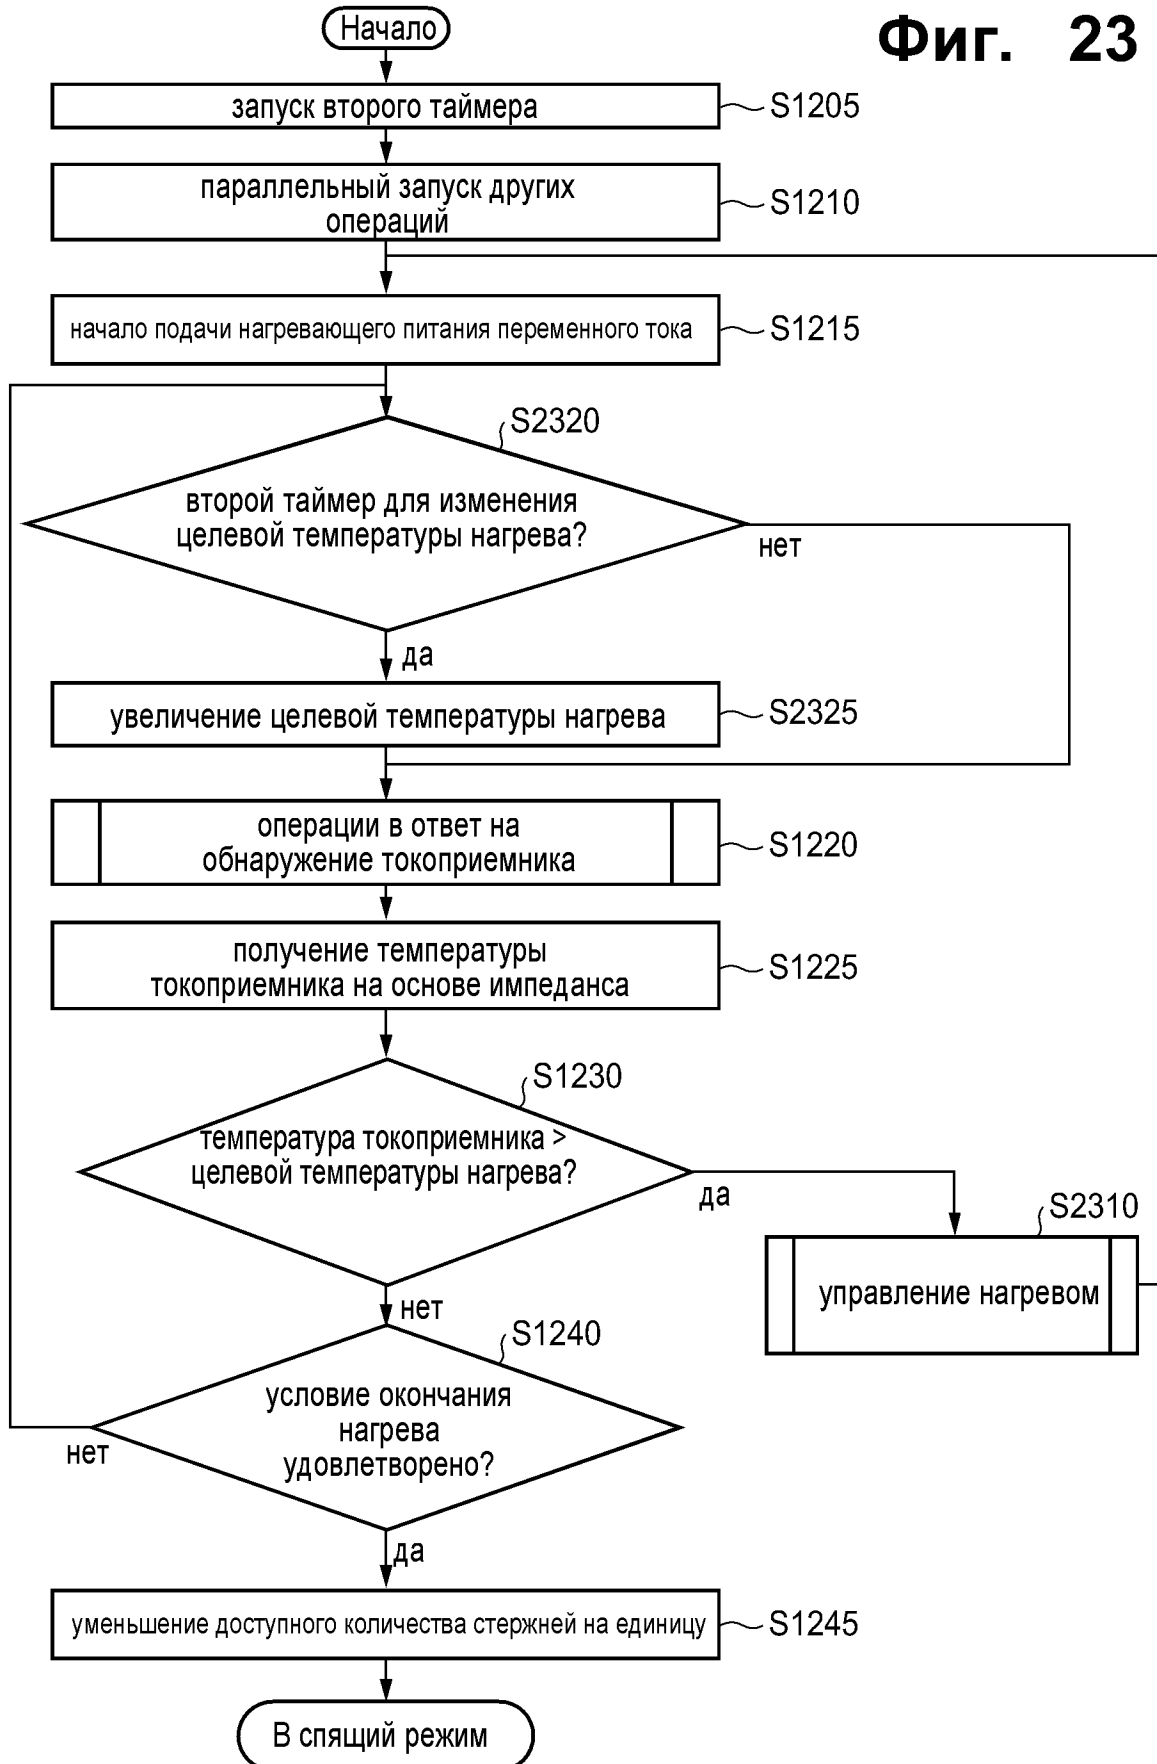 Фиг. 23
Начало
запуск второго таймера
S1205
параллельный запуск других
операций
S1210
начало подачи нагревающего питания переменного тока
S1215
S2320
второй таймер для изменения
целевой температуры нагрева?
нет
да
увеличение целевой температуры нагрева
S2325
операции в ответ на
обнаружение токоприемника
S1220
получение температуры
токоприемника на основе импеданса
S1225
S1230
температура токоприемника >
целевой температуры нагрева?
да
S2310
управление нагревом
нет
S1240
условие окончания
нагрева
удовлетворено?
нет
да
уменьшение доступного количества стержней на единицу
S1245
В спящий режим